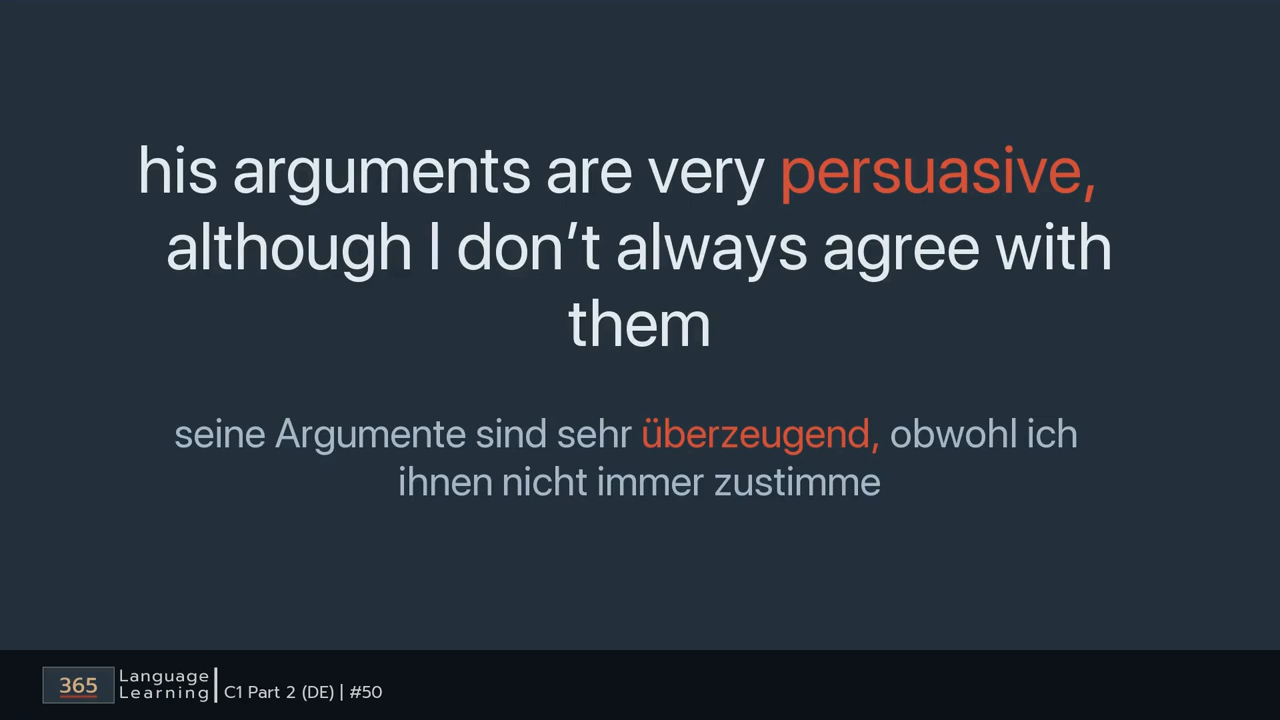 his arguments are very persuasive,
although I don’t always agree with
them
seine Argumente sind sehr überzeugend, obwohl ich
ihnen nicht immer zustimme
365 Language
Learning
C1 Part 2 (DE) | #50